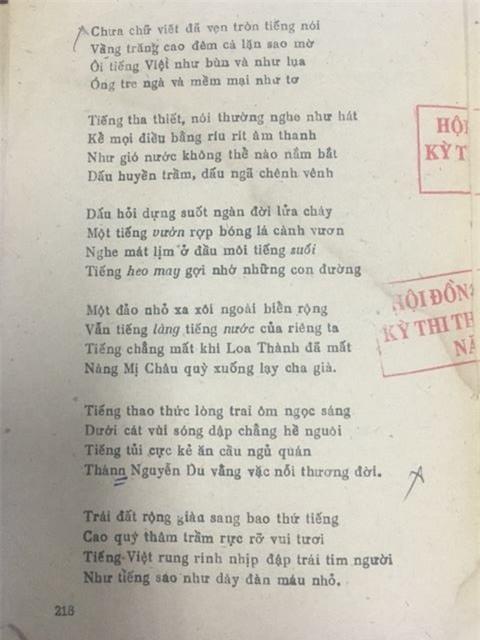 Chưa chữ viết đã vẹn tròn tiếng nói
Vầng trăng cao đêm cá lặn sao mờ
Ôi tiếng Việt như bùn và như lụa
Óng tre ngà và mềm mại như tơ
Tiếng tha thiết, nói thường nghe như hát
Kể mọi điều bằng ríu rít âm thanh
Như gió nước không thể nào nắm bắt
Dấu huyền trầm, dấu ngã chênh vênh
Dấu hỏi dựng suốt ngàn đời lửa cháy
Một tiếng vườn rợp bóng lá cành vươn
Nghe mát lịm ở đầu môi tiếng suối
Tiếng heo may gợi nhớ những con đường
Một đảo nhỏ xa xôi ngoài biển rộng
Vẫn tiếng làng tiếng nước của riêng ta
Tiếng chẳng mất khi Loa Thành đã mất
Nàng Mị Châu quỳ xuống lạy cha già.
Tiếng thao thức lòng trai ôm ngọc sáng
Dưới cát vùi sóng dập chẳng hề nguôi
Tiếng tủi cực kẻ ăn cầu ngủ quán
Thánn Nguyễn Du vằng vặc nỗi thương đời.
Trái đất rộng giàu sang bao thứ tiếng
Cao quý thâm trầm rực rỡ vui tươi
Tiếng Việt rung rinh nhịp đập trái tim người
Như tiếng sáo như dây đàn máu nhỏ.
218
HỘI
KỲ T
HỘI ĐỒN
KỲ THI TH
NĂ